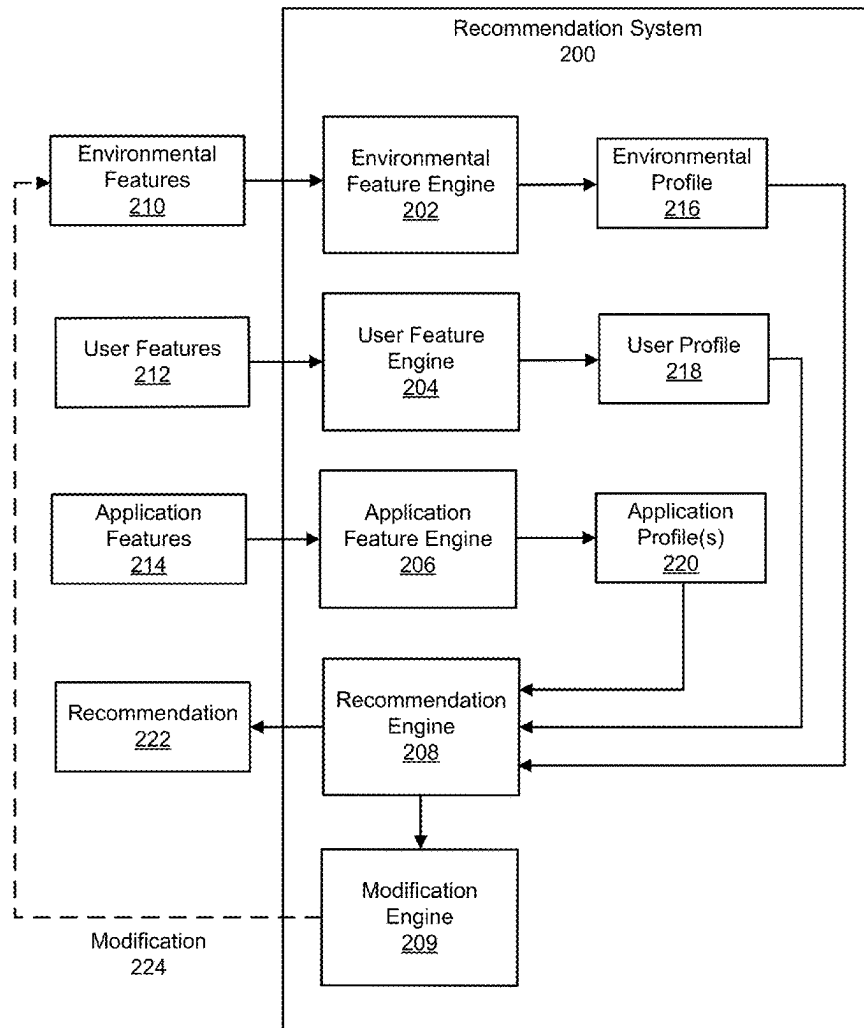 Recommendation System
200
Environmental
Features
210
Environmental
Feature Engine
202
Environmental
Profile
216
User Features
212
User Feature
Engine
204
User Profile
218
Application
Features
214
Application
Feature Engine
206
Application
Profile(s)
220
Recommendation
222
Recommendation
Engine
208
Modification
Engine
209
Modification
224